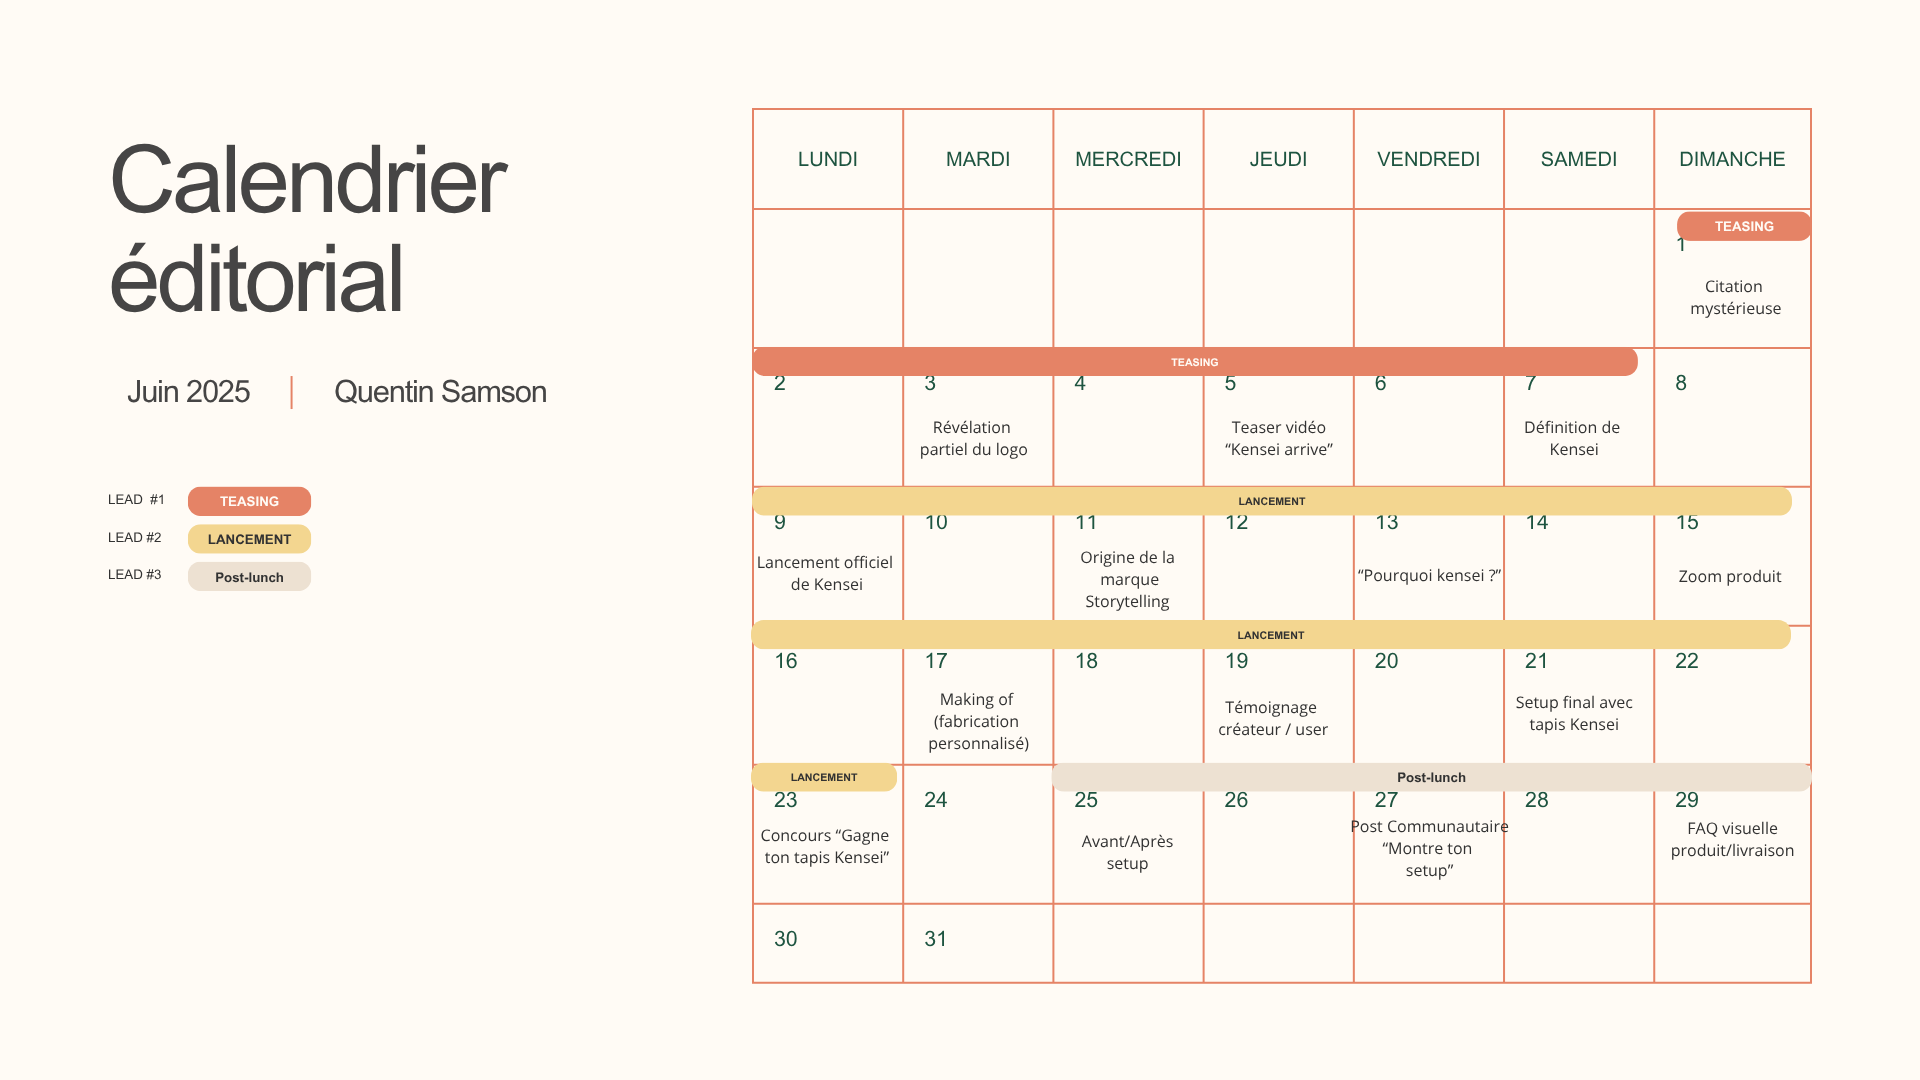 Calendrier
éditorial
Juin 2025
Quentin Samson
LEAD #1
TEASING
LEAD #2
LANCEMENT
LEAD #3
Post-lunch
LUNDI
MARDI
MERCREDI
JEUDI
VENDREDI
SAMEDI
DIMANCHE
TEASING
1
Citation
mystérieuse
TEASING
2
3
Révélation
partiel du logo
4
5
Teaser vidéo
“Kensei arrive”
6
7
Définition de
Kensei
8
LANCEMENT
9
Lancement officiel
de Kensei
10
11
Origine de la
marque
Storytelling
12
13
“Pourquoi kensei ?”
14
15
Zoom produit
LANCEMENT
16
17
Making of
(fabrication
personnalisé)
18
19
Témoignage
créateur / user
20
21
Setup final avec
tapis Kensei
22
LANCEMENT
Post-lunch
23
Concours “Gagne
ton tapis Kensei”
24
25
Avant/Après
setup
26
27
Post Communautaire
“Montre ton
setup”
28
29
FAQ visuelle
produit/livraison
30
31